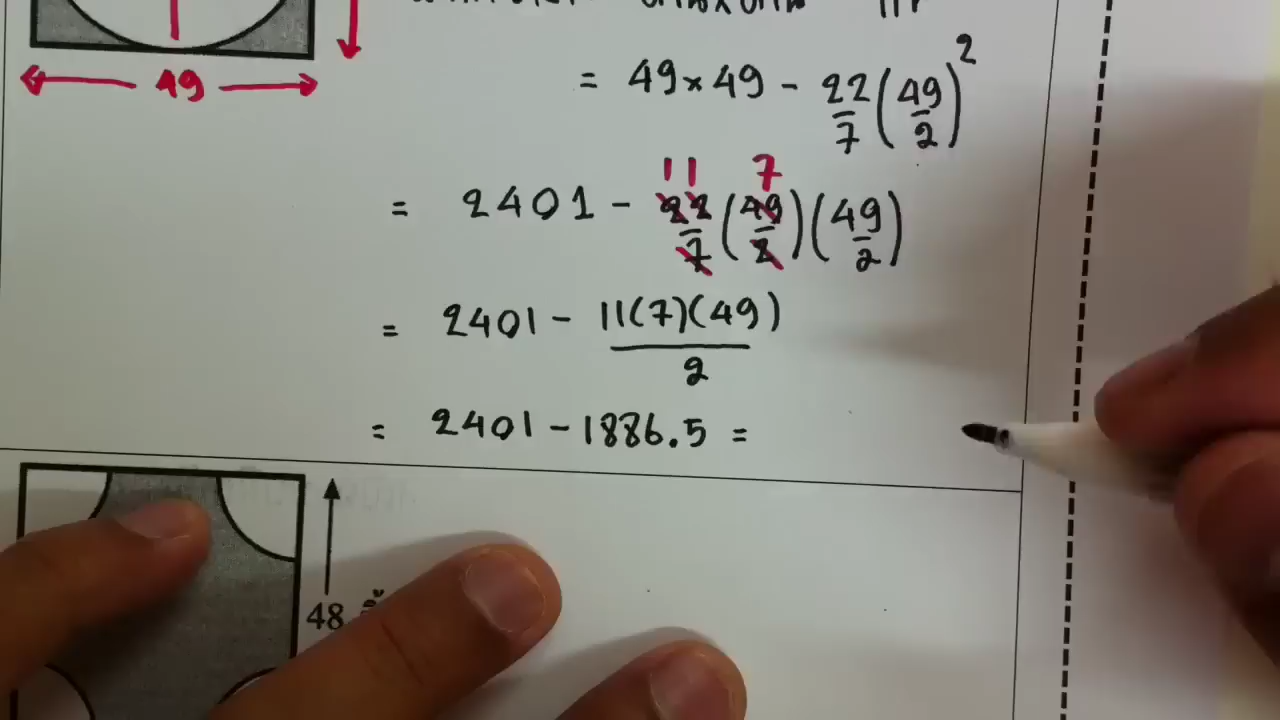 49
= 49×49 - 22/7 (49/2)²
11 7
= 2401 - 22/7 (49/2)(49/2)
= 2401 - 11(7)(49)/2
= 2401 - 1886.5 =
48